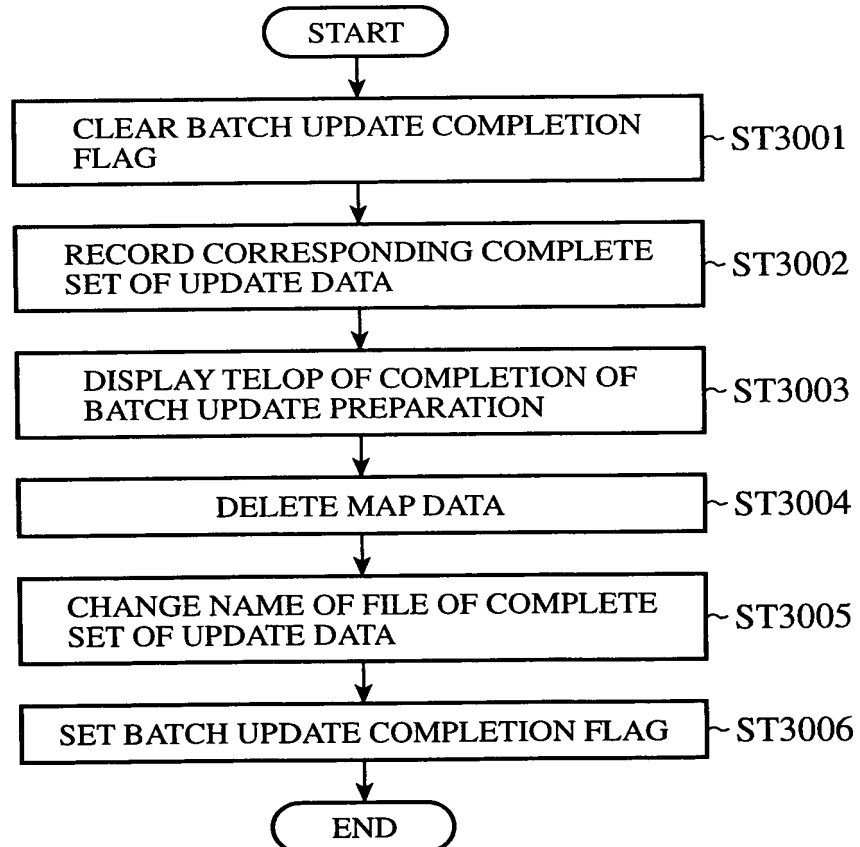 START
CLEAR BATCH UPDATE COMPLETION
FLAG
ST3001
RECORD CORRESPONDING COMPLETE
SET OF UPDATE DATA
ST3002
DISPLAY TELOP OF COMPLETION OF
BATCH UPDATE PREPARATION
ST3003
DELETE MAP DATA
ST3004
CHANGE NAME OF FILE OF COMPLETE
SET OF UPDATE DATA
ST3005
SET BATCH UPDATE COMPLETION FLAG
ST3006
END